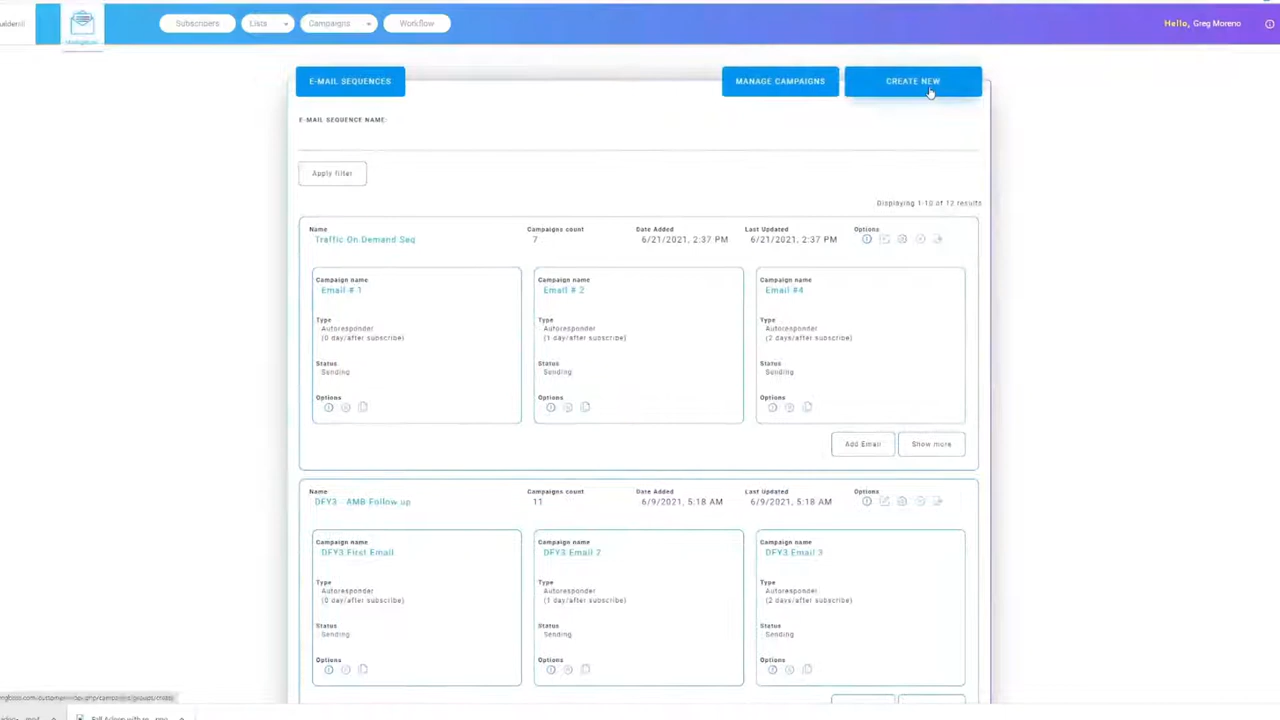 Subscribers
Lists
Campaigns
Workflow
Hello, Greg Moreno
E-MAIL SEQUENCES
MANAGE CAMPAIGNS
CREATE NEW
E-MAIL SEQUENCE NAME:
Apply filter
Displaying 1-10 of 12 results
Name
Campaigns count
Date Added
Last Updated
Options
Traffic On Demand Seq
7
6/21/2021, 2:37 PM
6/21/2021, 2:37 PM
Campaign name
Email # 1
Type
Autoresponder
(0 day/after subscribe)
Status
Sending
Options
Campaign name
Email # 2
Type
Autoresponder
(1 day/after subscribe)
Status
Sending
Options
Campaign name
Email #4
Type
Autoresponder
(2 days/after subscribe)
Status
Sending
Options
Add Email
Show more
Name
Campaigns count
Date Added
Last Updated
Options
DFY3 - AMB Follow up
11
6/9/2021, 5:18 AM
6/9/2021, 5:18 AM
Campaign name
DFY3 First Email
Type
Autoresponder
(0 day/after subscribe)
Status
Sending
Options
Campaign name
DFY3 Email 2
Type
Autoresponder
(1 day/after subscribe)
Status
Sending
Options
Campaign name
DFY3 Email 3
Type
Autoresponder
(2 days/after subscribe)
Status
Sending
Options